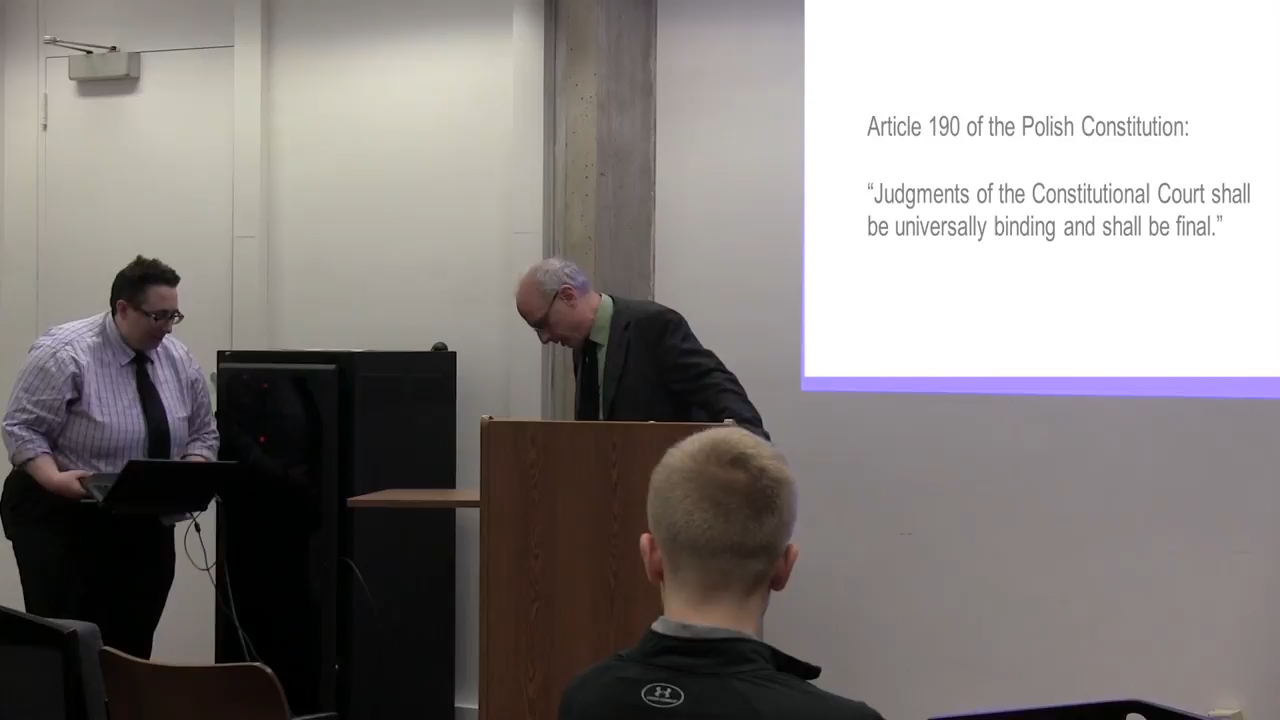 Article 190 of the Polish Constitution:
“Judgments of the Constitutional Court shall
be universally binding and shall be final.”